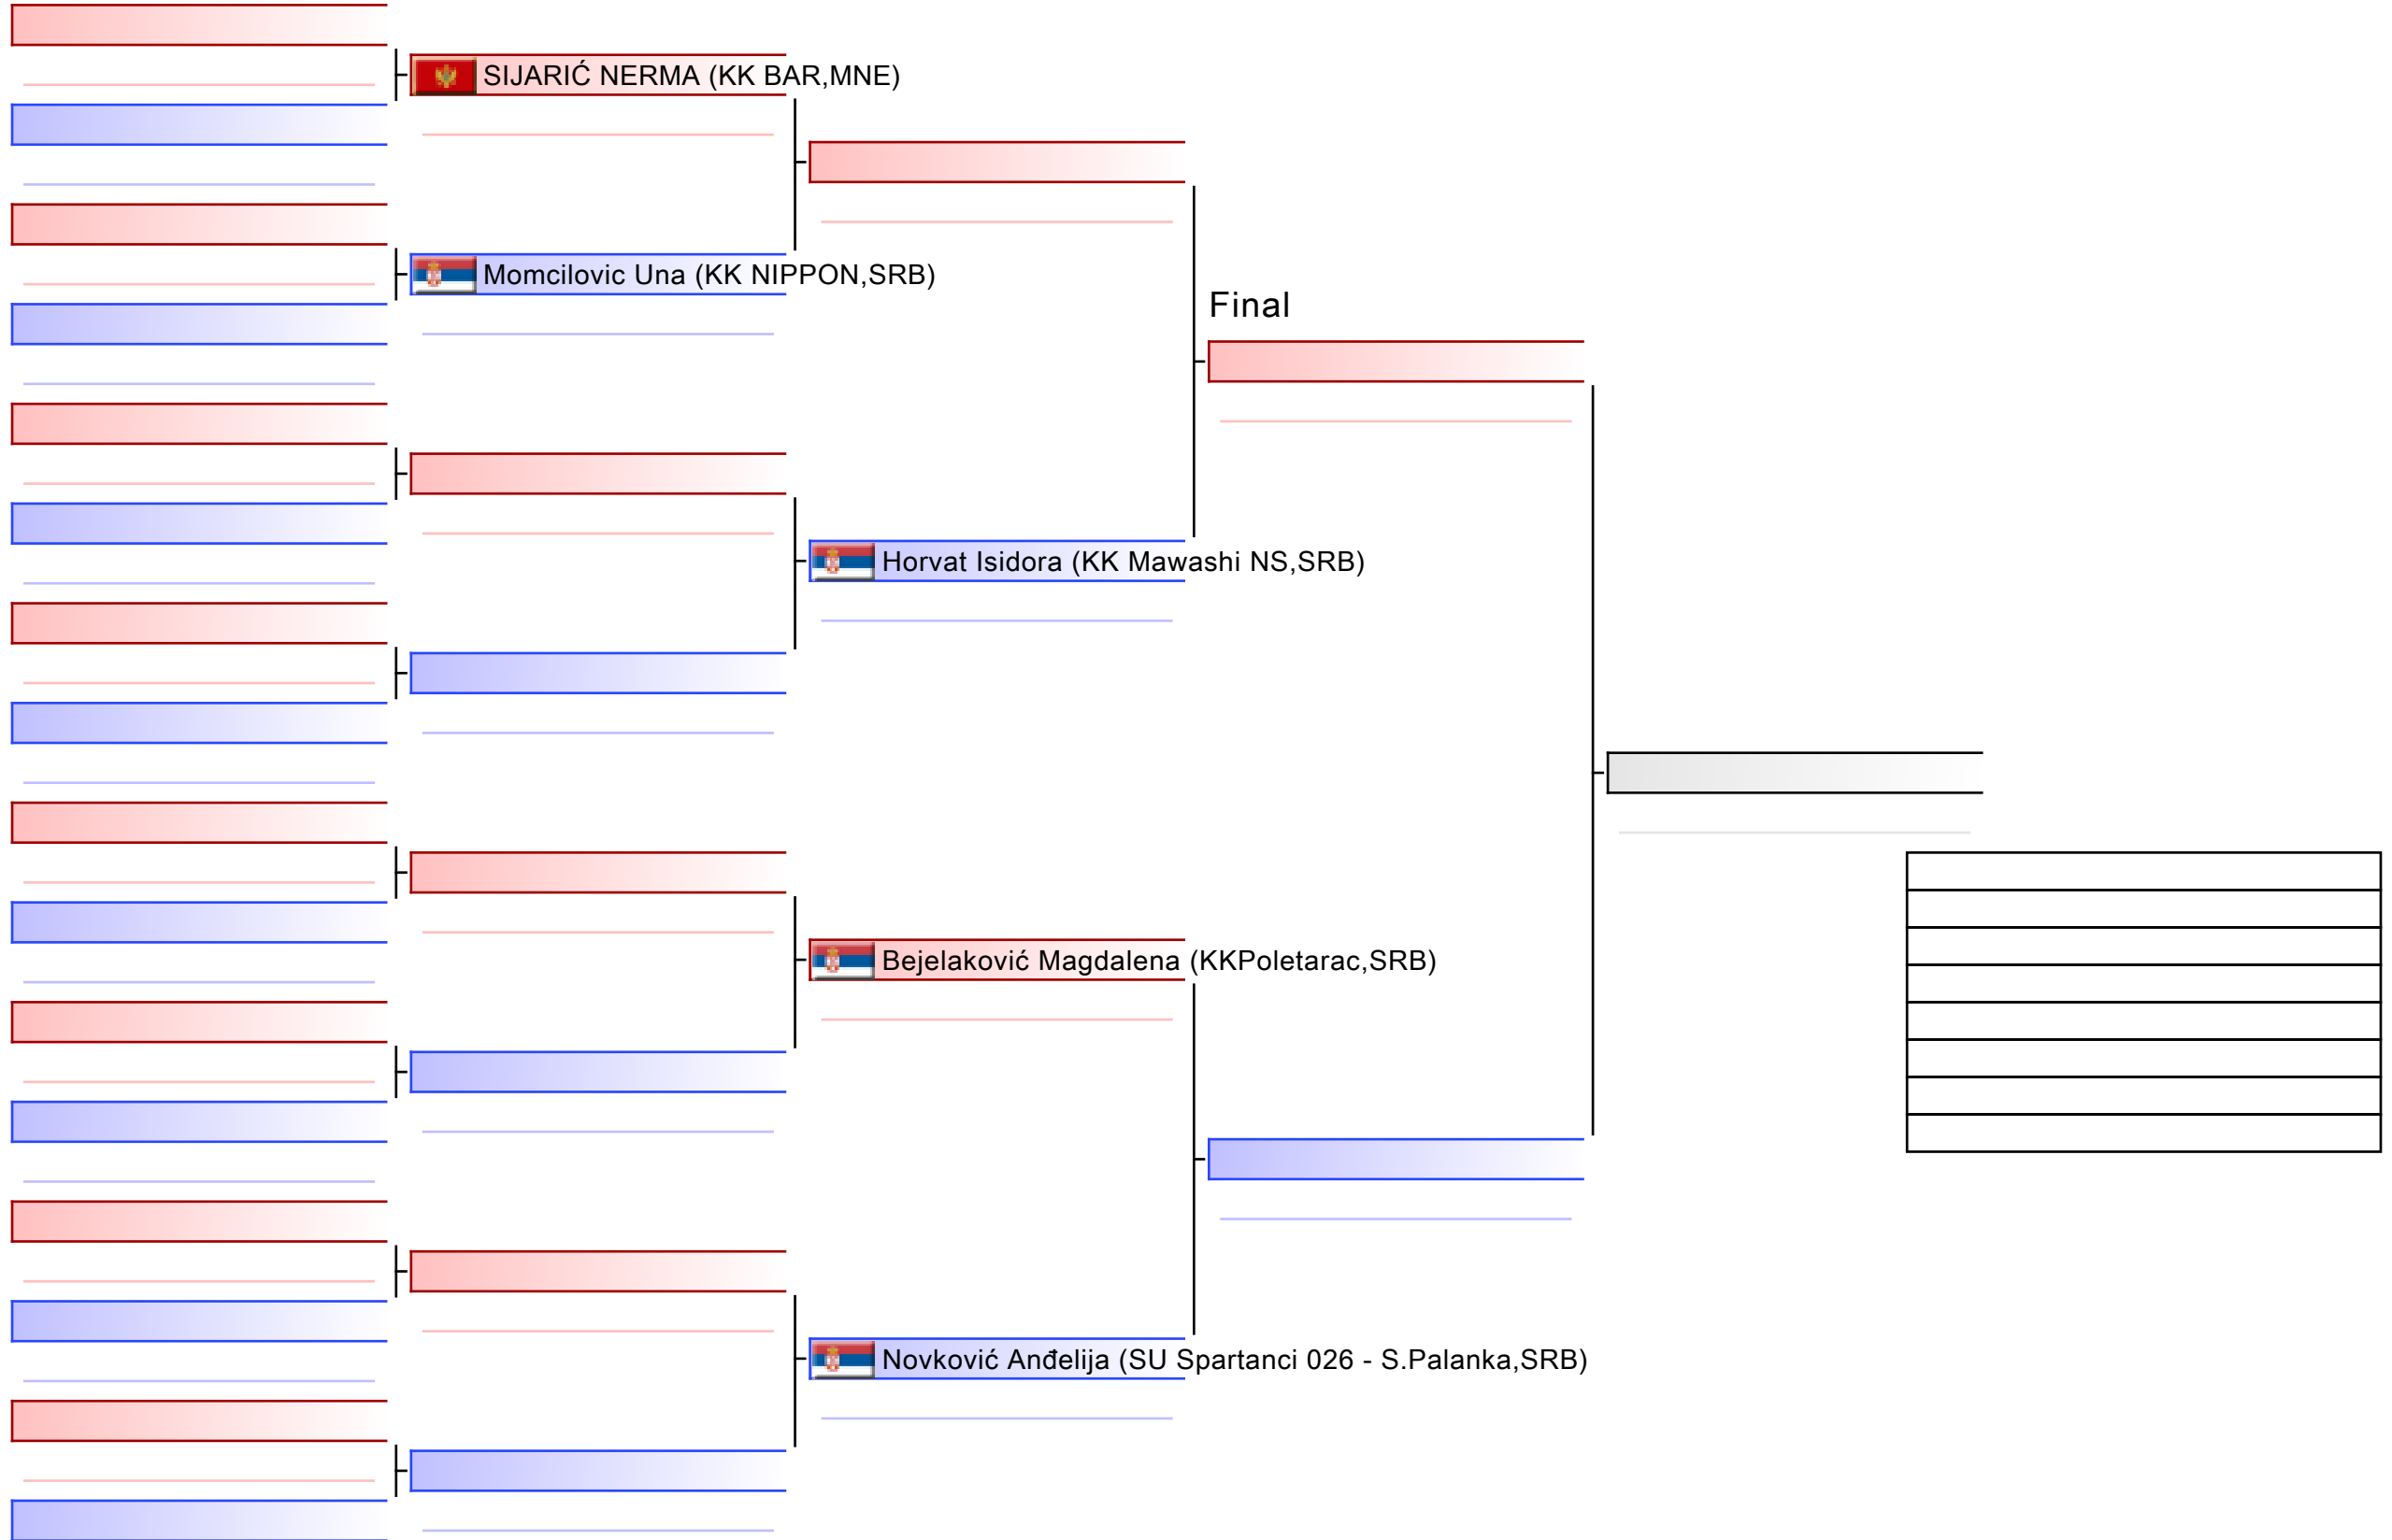 SIJARIĆ NERMA (KK BAR,MNE)
Momcilovic Una (KK NIPPON,SRB)
Final
Horvat Isidora (KK Mawashi NS,SRB)
Bejelaković Magdalena (KKPoletarac,SRB)
Novković Anđelija (SU Spartanci 026 - S.Palanka,SRB)